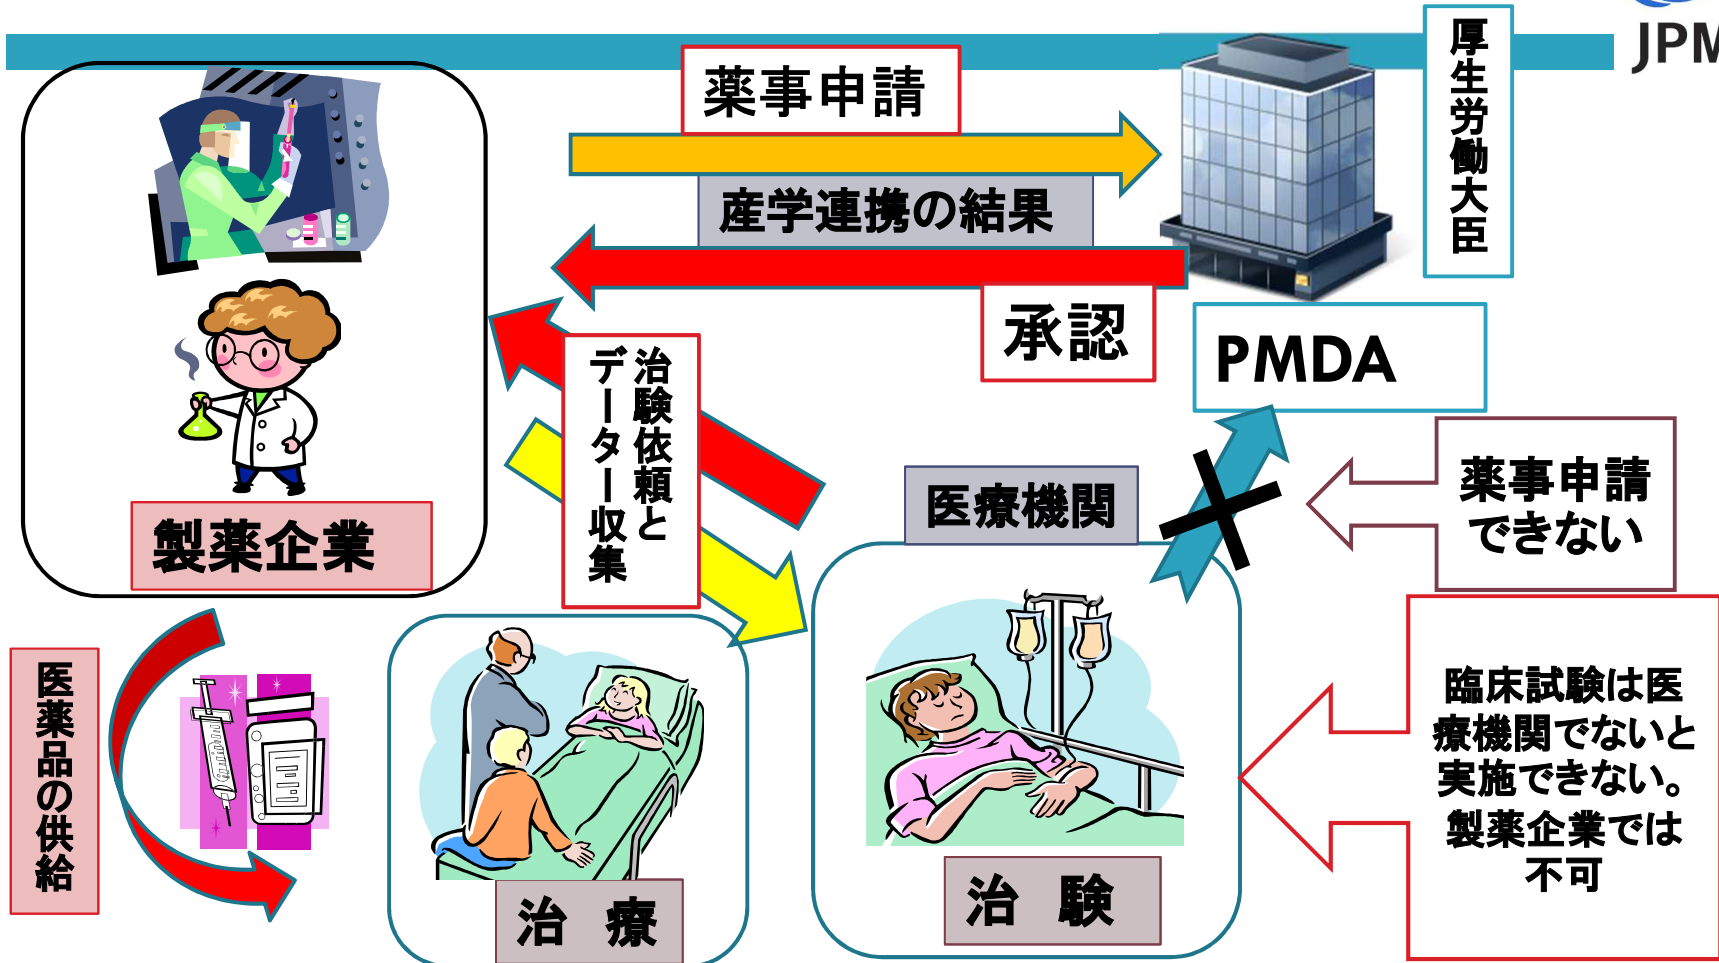 厚生労働大臣
JPM
薬事申請
産学連携の結果
承認
PMDA
治験依頼と
データー収集
製薬企業
医療機関
薬事申請
できない
医薬品の供給
臨床試験は医
療機関でないと
実施できない。
製薬企業では
不可
治 療
治 験